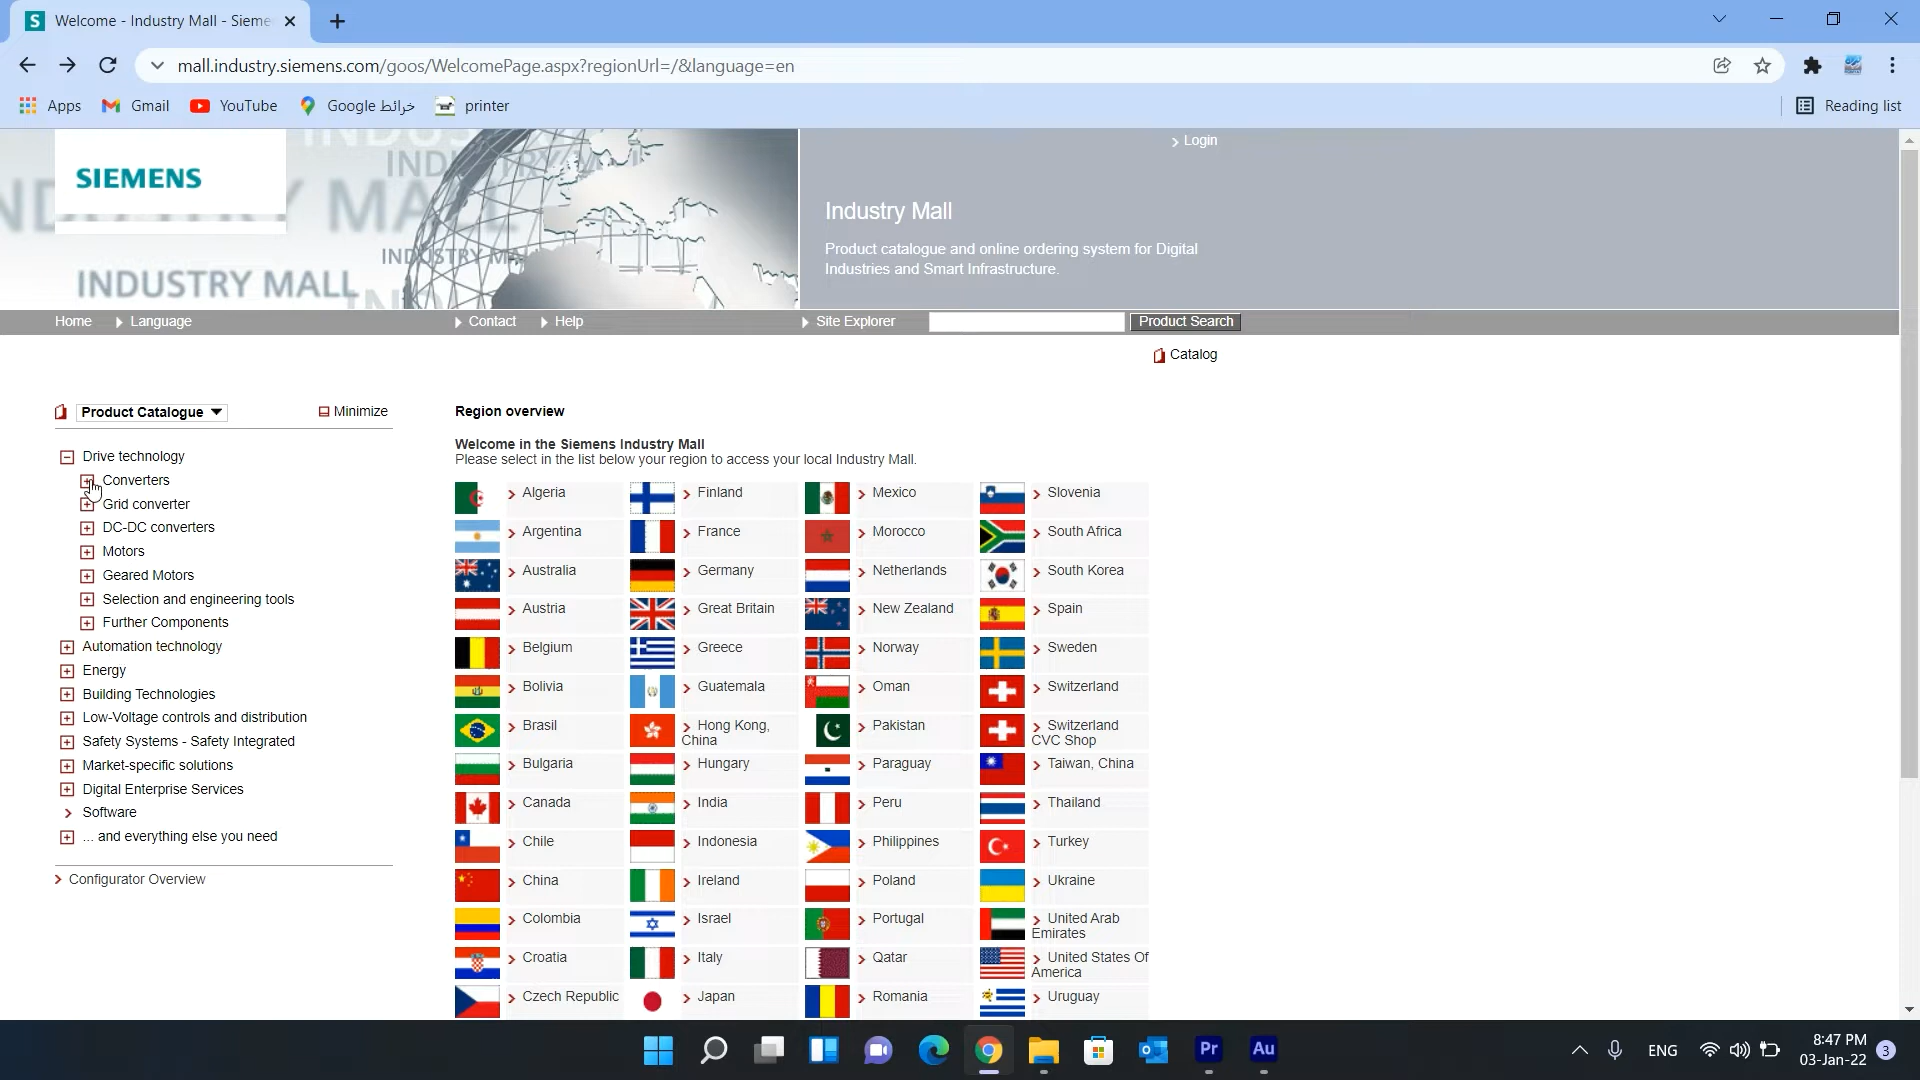 Welcome - Industry Mall - Sieme
mall.industry.siemens.com/goos/WelcomePage.aspx?regionUrl=/&language=en
Apps Gmail YouTube Google خرائط printer Reading list
SIEMENS
INDUSTRY MALL
Login
Industry Mall
Product catalogue and online ordering system for Digital
Industries and Smart Infrastructure.
Home Language Contact Help Site Explorer Product Search
Catalog
Product Catalogue
Minimize
Drive technology
Converters
Grid converter
DC-DC converters
Motors
Geared Motors
Selection and engineering tools
Further Components
Automation technology
Energy
Building Technologies
Low-Voltage controls and distribution
Safety Systems - Safety Integrated
Market-specific solutions
Digital Enterprise Services
Software
... and everything else you need
Configurator Overview
Region overview
Welcome in the Siemens Industry Mall
Please select in the list below your region to access your local Industry Mall.
Algeria Finland Mexico Slovenia
Argentina France Morocco South Africa
Australia Germany Netherlands South Korea
Austria Great Britain New Zealand Spain
Belgium Greece Norway Sweden
Bolivia Guatemala Oman Switzerland
Brasil Hong Kong, China Pakistan Switzerland CVC Shop
Bulgaria Hungary Paraguay Taiwan, China
Canada India Peru Thailand
Chile Indonesia Philippines Turkey
China Ireland Poland Ukraine
Colombia Israel Portugal United Arab Emirates
Croatia Italy Qatar United States Of America
Czech Republic Japan Romania Uruguay
Pr Au
ENG
8:47 PM
03-Jan-22
3